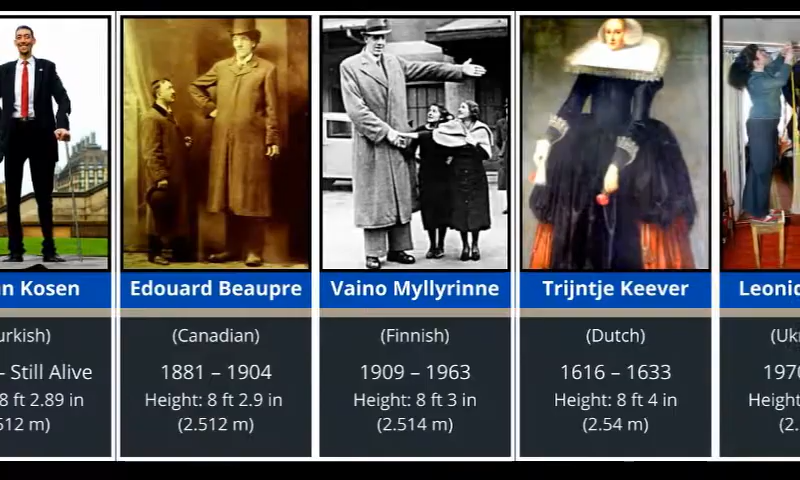 n Kosen
urkish)
– Still Alive
8 ft 2.89 in
512 m)
Edouard Beaupre
(Canadian)
1881 – 1904
Height: 8 ft 2.9 in
(2.512 m)
Vaino Myllyrinne
(Finnish)
1909 – 1963
Height: 8 ft 3 in
(2.514 m)
Trijntje Keever
(Dutch)
1616 – 1633
Height: 8 ft 4 in
(2.54 m)
Leonid
(Uk
1970
Height
(2.